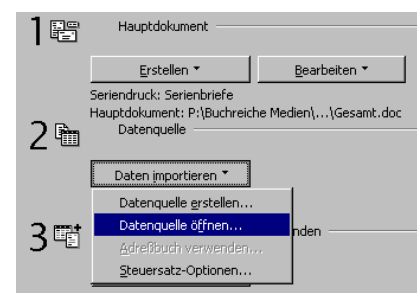 1 Hauptdokument
Erstellen Bearbeiten
Seriendruck: Serienbriefe
Hauptdokument: P:\Buchreiche Medien\...\Gesamt.doc
2 Datenquelle
Daten importieren
Datenquelle erstellen...
Datenquelle öffnen...
3 nden
Adreßbuch verwenden...
Steuersatz-Optionen...